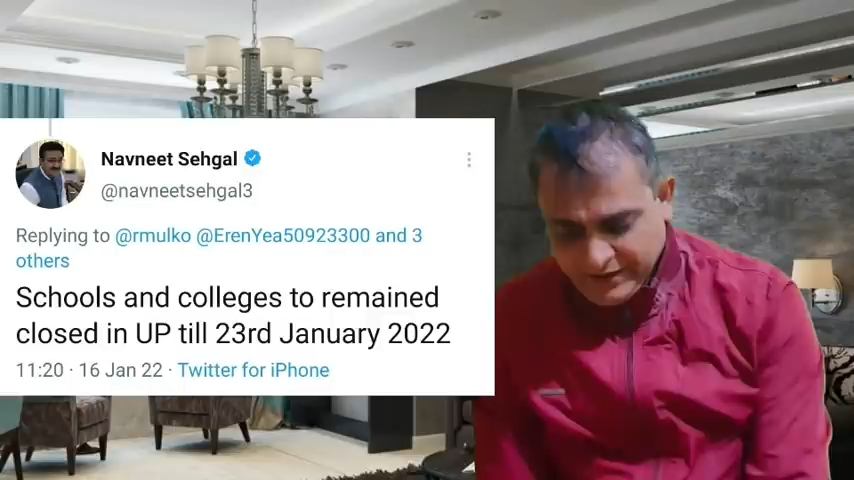 Navneet Sehgal
@navneetsehgal3
Replying to @rmulko @ErenYea50923300 and 3
others
Schools and colleges to remained
closed in UP till 23rd January 2022
11:20 · 16 Jan 22 · Twitter for iPhone